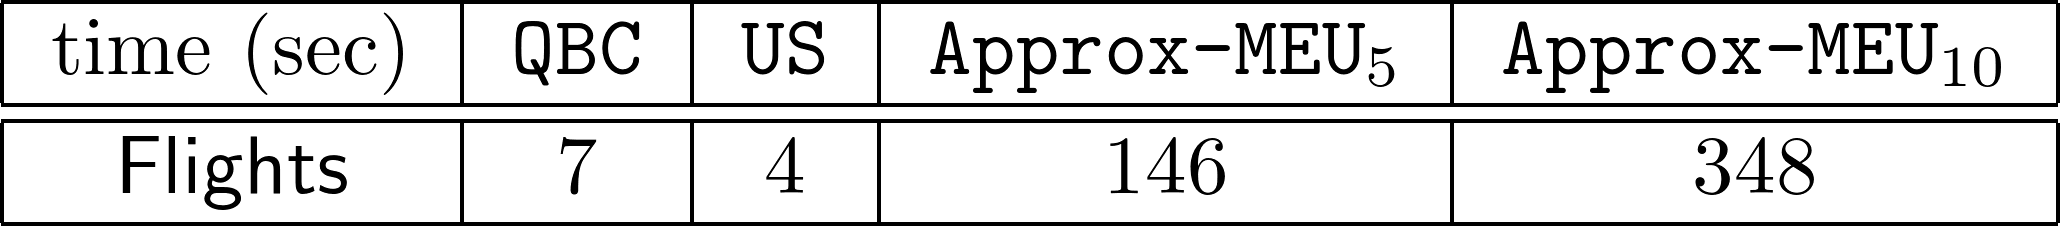 time (sec) QBC US Approx-MEU₅ Approx-MEU₁₀
Flights 7 4 146 348